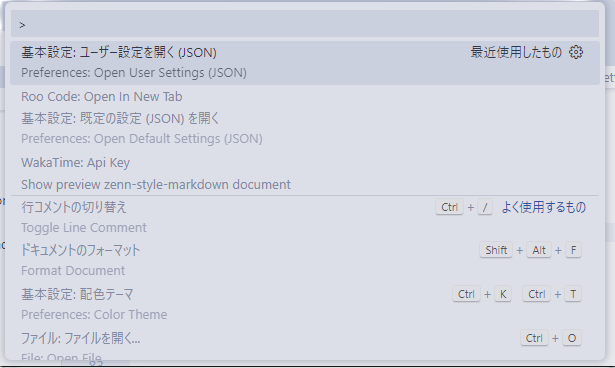 >
基本設定: ユーザー設定を開く (JSON) 最近使用したもの
Preferences: Open User Settings (JSON)
Roo Code: Open In New Tab
基本設定: 既定の設定 (JSON) を開く
Preferences: Open Default Settings (JSON)
WakaTime: Api Key
Show preview zenn-style-markdown document
行コメントの切り替え Ctrl + / よく使用するもの
Toggle Line Comment
ドキュメントのフォーマット Shift + Alt + F
Format Document
基本設定: 配色テーマ Ctrl + K Ctrl + T
Preferences: Color Theme
ファイル: ファイルを開く... Ctrl + O
File: Open File